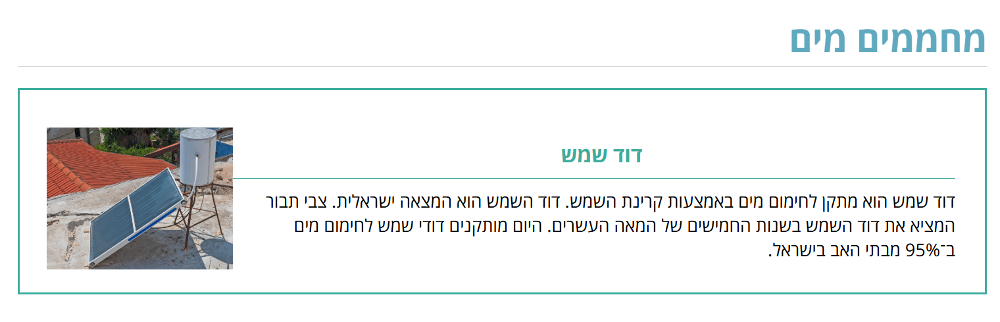 מחממים מים
דוד שמש
דוד שמש הוא מתקן לחימום מים באמצעות קרינת השמש. דוד השמש הוא המצאה ישראלית. צבי תבור
המציא את דוד השמש בשנות החמישים של המאה העשרים. היום מותקנים דודי שמש לחימום מים
ב־95% מבתי האב בישראל.